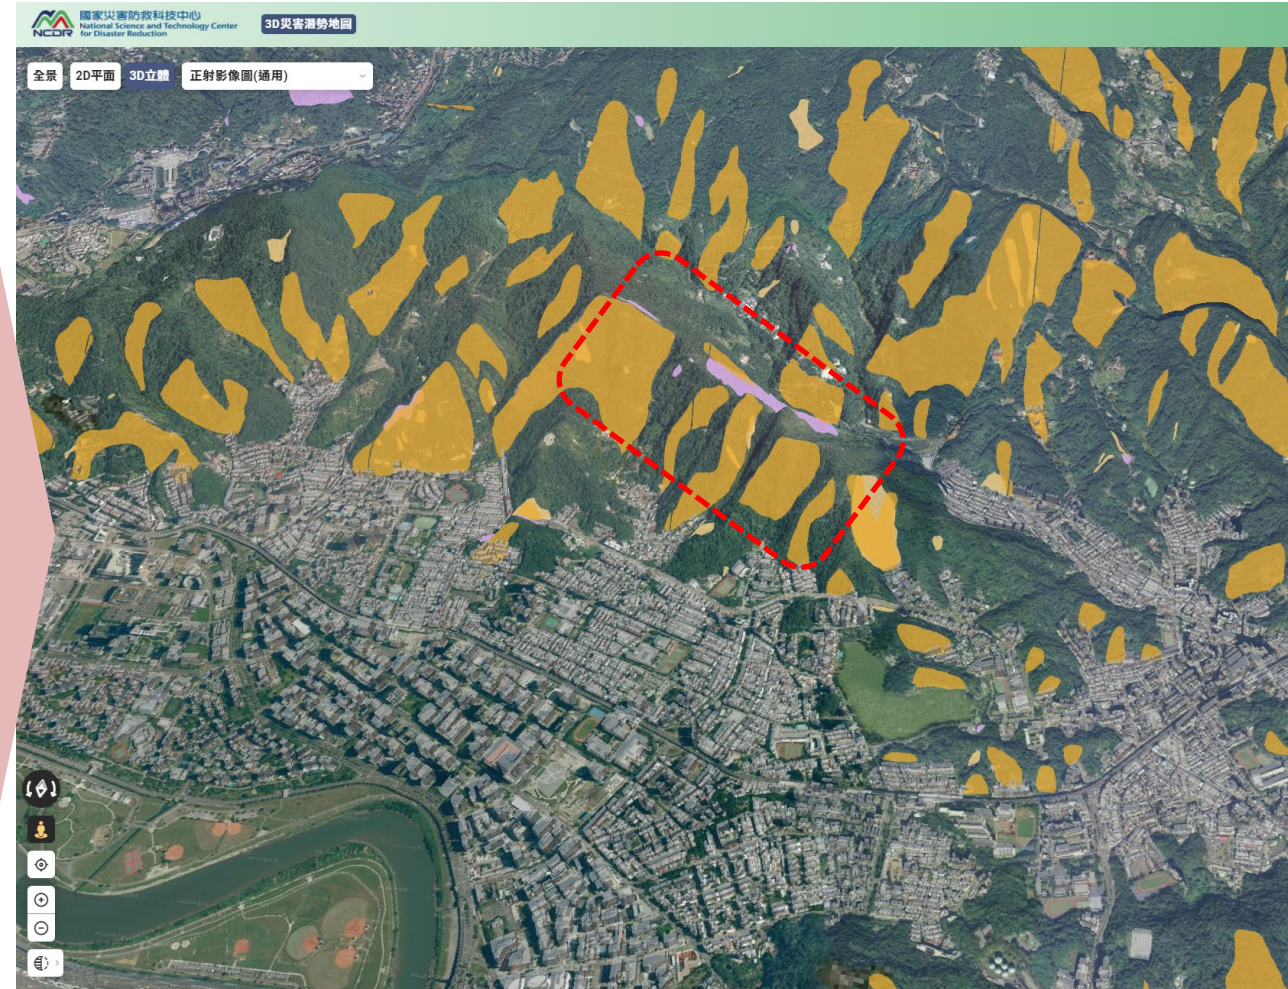 國家災害防救科技中心
National Science and Technology Center
for Disaster Reduction
NCDR
3D災害潛勢地圖
全景
2D平面
3D立體
正射影像圖(通用)